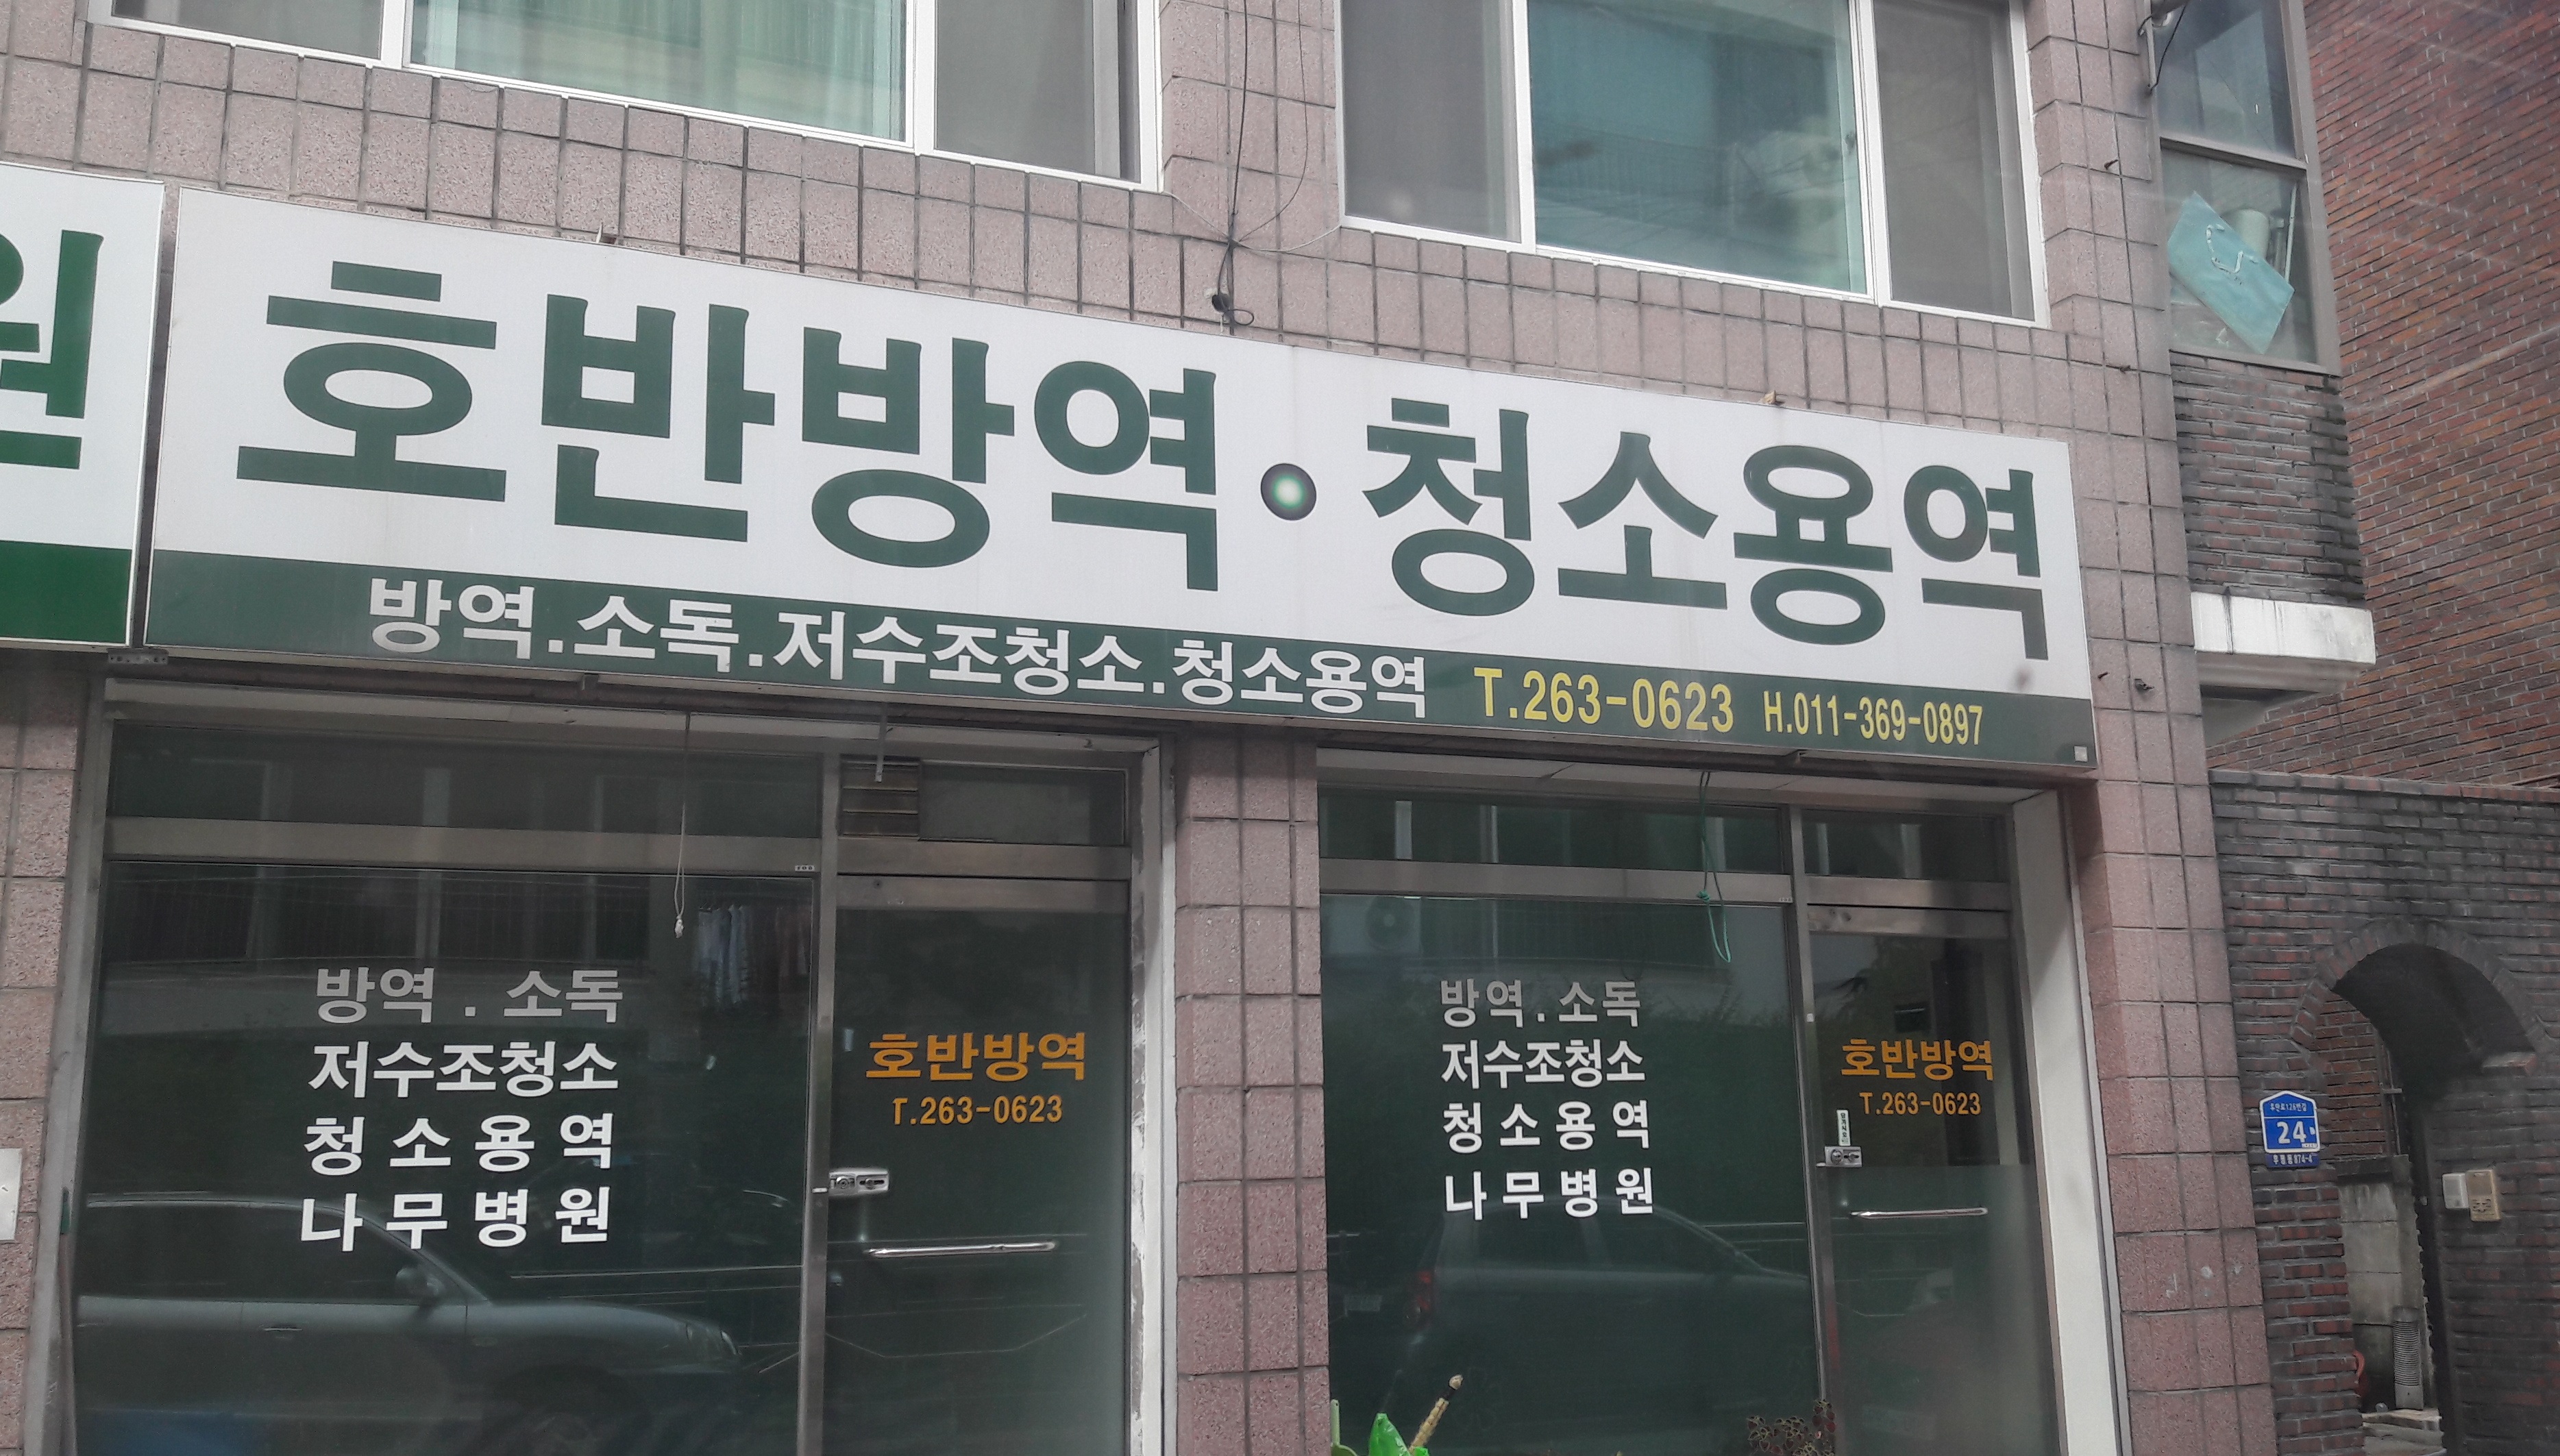 원
호반방역·청소용역
방역.소독.저수조청소.청소용역 T.263-0623 H.011-369-0897
방역.소독
저수조청소
청소용역
나무병원
호반방역
T.263-0623
방역.소독
저수조청소
청소용역
나무병원
호반방역
T.263-0623
24